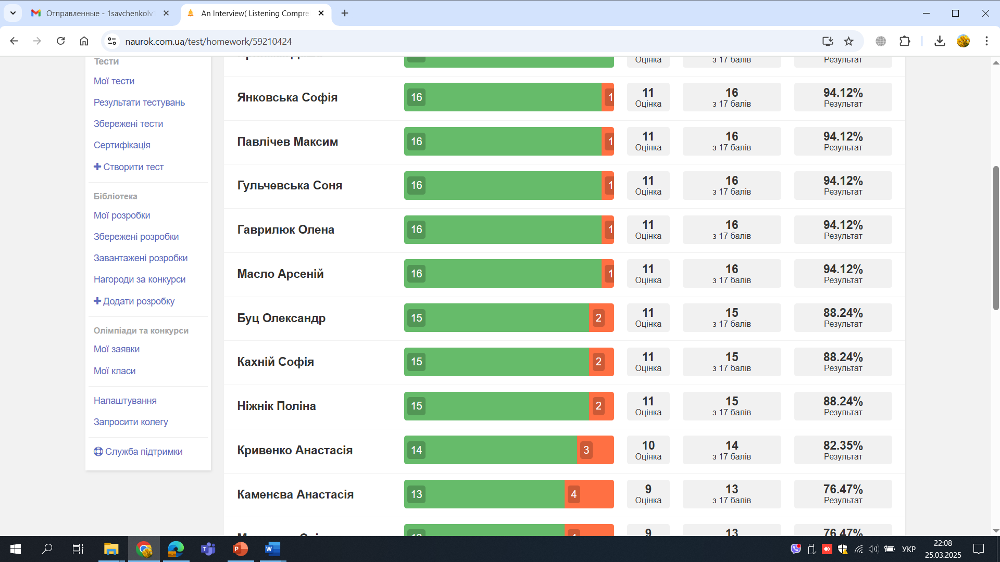 Отправленные - 1savchenkolv
An Interview( Listening Compre
naurok.com.ua/test/homework/59210424
Тести
Мої тести
Результати тестувань
Збережені тести
Сертифікація
Створити тест
Бібліотека
Мої розробки
Збережені розробки
Завантажені розробки
Нагороди за конкурси
Додати розробку
Олімпіади та конкурси
Мої заявки
Мої класи
Налаштування
Запросити колегу
Служба підтримки
Оцінка з 17 балів Результат
Янковська Софія 16 1 11 16 94.12%
Оцінка з 17 балів Результат
Павлічев Максим 16 1 11 16 94.12%
Оцінка з 17 балів Результат
Гульчевська Соня 16 1 11 16 94.12%
Оцінка з 17 балів Результат
Гаврилюк Олена 16 1 11 16 94.12%
Оцінка з 17 балів Результат
Масло Арсеній 16 1 11 16 94.12%
Оцінка з 17 балів Результат
Буц Олександр 15 2 11 15 88.24%
Оцінка з 17 балів Результат
Кахній Софія 15 2 11 15 88.24%
Оцінка з 17 балів Результат
Ніжнік Поліна 15 2 11 15 88.24%
Оцінка з 17 балів Результат
Кривенко Анастасія 14 3 10 14 82.35%
Оцінка з 17 балів Результат
Каменєва Анастасія 13 4 9 13 76.47%
Оцінка з 17 балів Результат
13 4 9 13 76.47%
УКР
22:08
25.03.2025